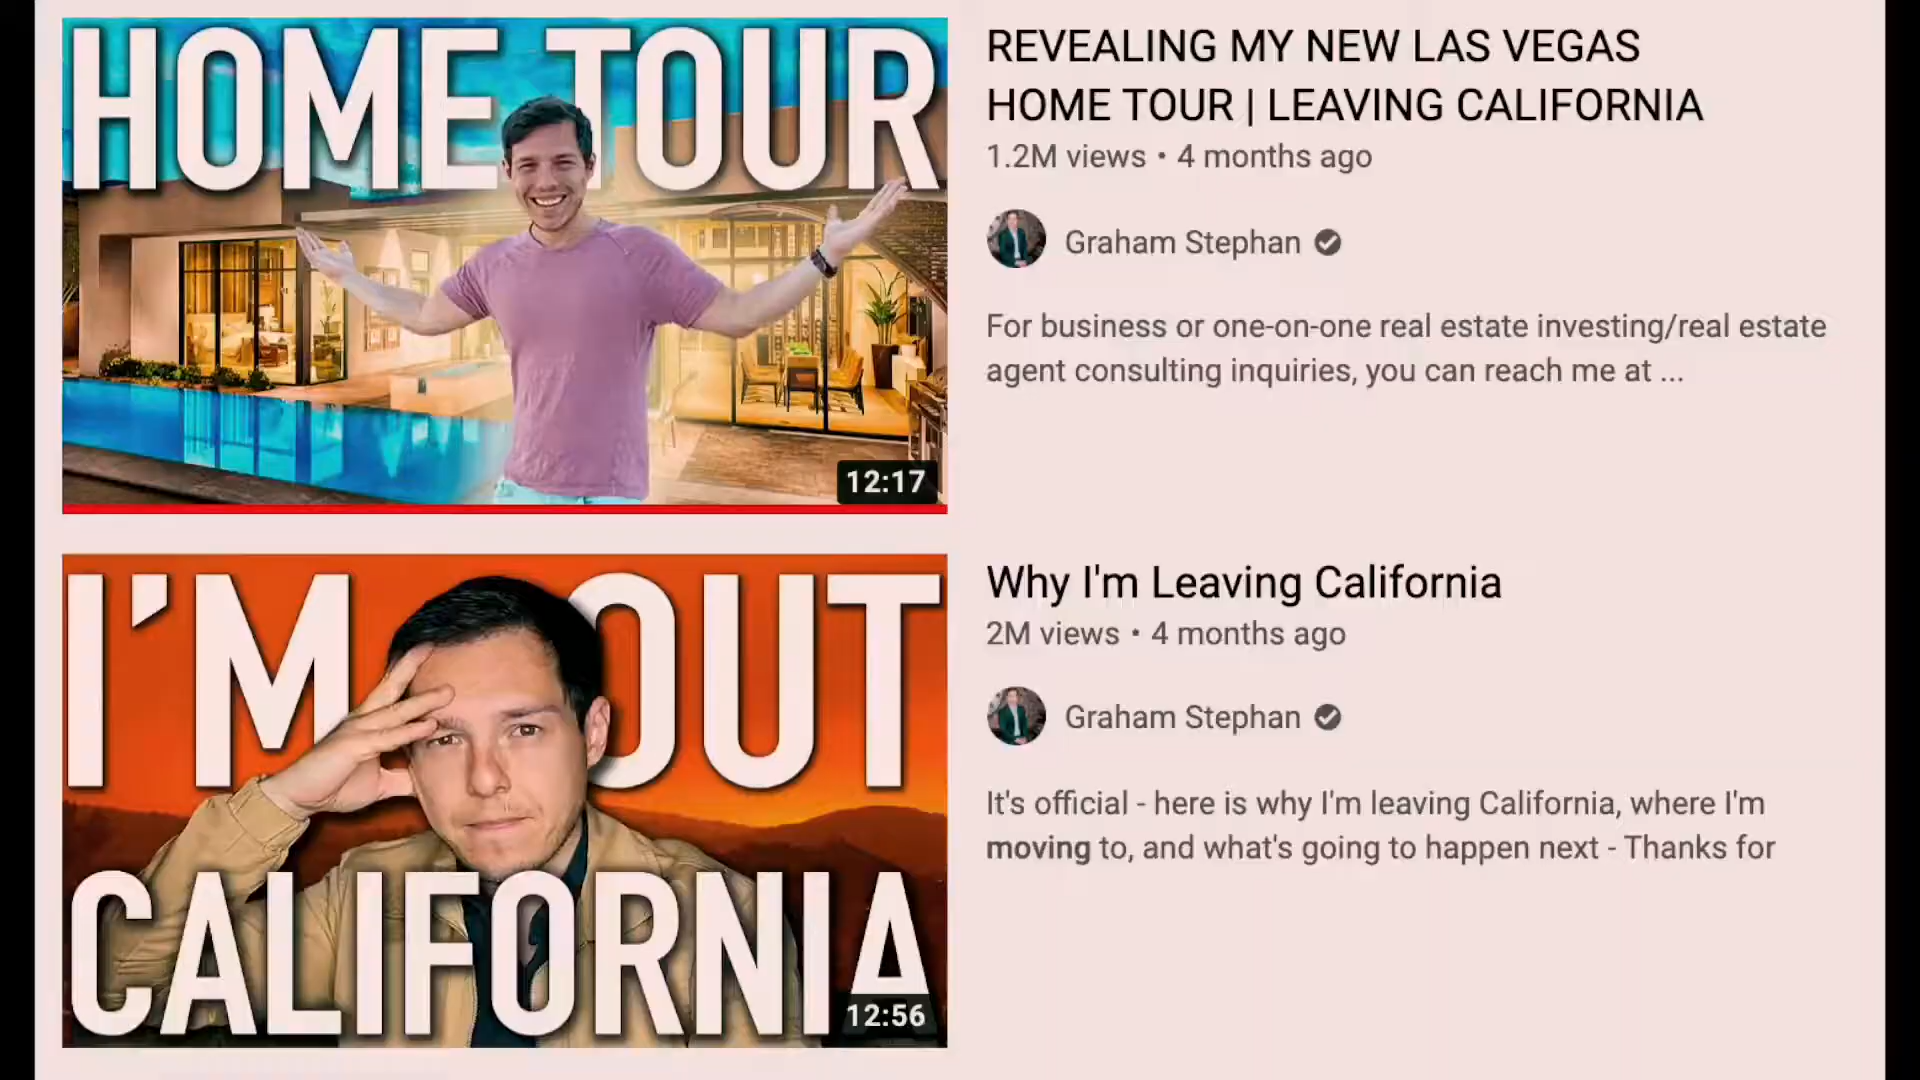 HOME TOUR
12:17
REVEALING MY NEW LAS VEGAS
HOME TOUR | LEAVING CALIFORNIA
1.2M views • 4 months ago
Graham Stephan
For business or one-on-one real estate investing/real estate
agent consulting inquiries, you can reach me at ...
I'M OUT
CALIFORNIA
12:56
Why I'm Leaving California
2M views • 4 months ago
Graham Stephan
It's official - here is why I'm leaving California, where I'm
moving to, and what's going to happen next - Thanks for